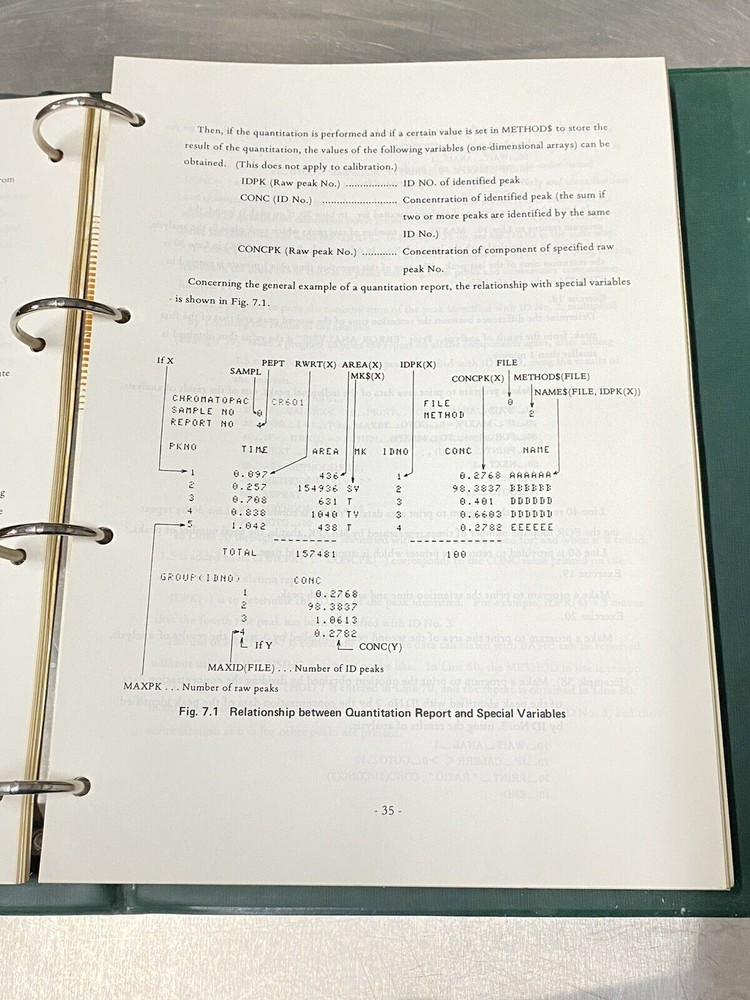 Then, if the quantitation is performed and if a certain value is set in METHOD$ to store the
result of the quantitation, the values of the following variables (one-dimensional arrays) can be
obtained. (This does not apply to calibration.)
IDPK (Raw peak No.) ................. ID NO. of identified peak
CONC (ID No.) ..................... Concentration of identified peak (the sum if
two or more peaks are identified by the same
ID No.)
CONCPK (Raw peak No.) ........... Concentration of component of specified raw
peak No.
Concerning the general example of a quantitation report, the relationship with special variables
is shown in Fig. 7.1.
If X PEPT RWRT(X) AREA(X) IDPK(X) FILE
SAMPL MK$(X) CONCPK(X) METHOD$(FILE)
NAME$(FILE, IDPK(X))
CHROMATOPAC CR601 FILE 0
SAMPLE NO 0 METHOD 2
REPORT NO 4
PKNO TIME AREA MK IDNO CONC NAME
1 0.097 436 1 0.2768 AAAAAA
2 0.257 154936 SV 2 98.3837 BBBBBB
3 0.708 631 T 3 0.401 DDDDDD
4 0.838 1040 TV 3 0.6603 DDDDDD
5 1.042 438 T 4 0.2782 EEEEEE
TOTAL 157481 100
GROUP(IDNO) CONC
1 0.2768
2 98.3837
3 1.0613
4 0.2782
If Y CONC(Y)
MAXID(FILE) . . . Number of ID peaks
MAXPK . . . Number of raw peaks
Fig. 7.1 Relationship between Quantitation Report and Special Variables
- 35 -